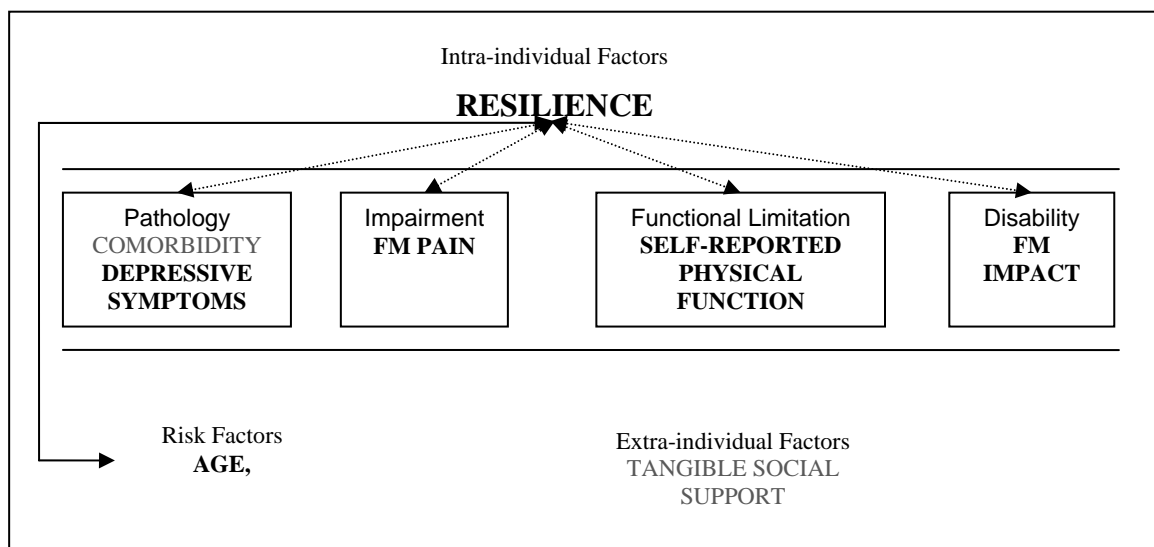 Intra-individual Factors
RESILIENCE
Pathology
COMORBIDITY
DEPRESSIVE
SYMPTOMS
Impairment
FM PAIN
Functional Limitation
SELF-REPORTED
PHYSICAL
FUNCTION
Disability
FM
IMPACT
Risk Factors
AGE,
Extra-individual Factors
TANGIBLE SOCIAL
SUPPORT